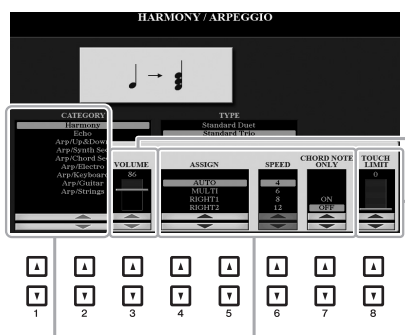 HARMONY / ARPEGGIO
CATEGORY
Harmony
Echo
Arp/Up&Dow
Arp/Synth Se
Arp/Chord Se
Arp/Electro
Arp/Keyboard
Arp/Guitar
Arp/Strings
TYPE
Standard Duet
Standard Trio
VOLUME
86
ASSIGN
AUTO
MULTI
RIGHT1
RIGHT2
SPEED
4
6
8
12
CHORD NOTE
ONLY
ON
OFF
TOUCH
LIMIT
0
1 2 3 4 5 6 7 8